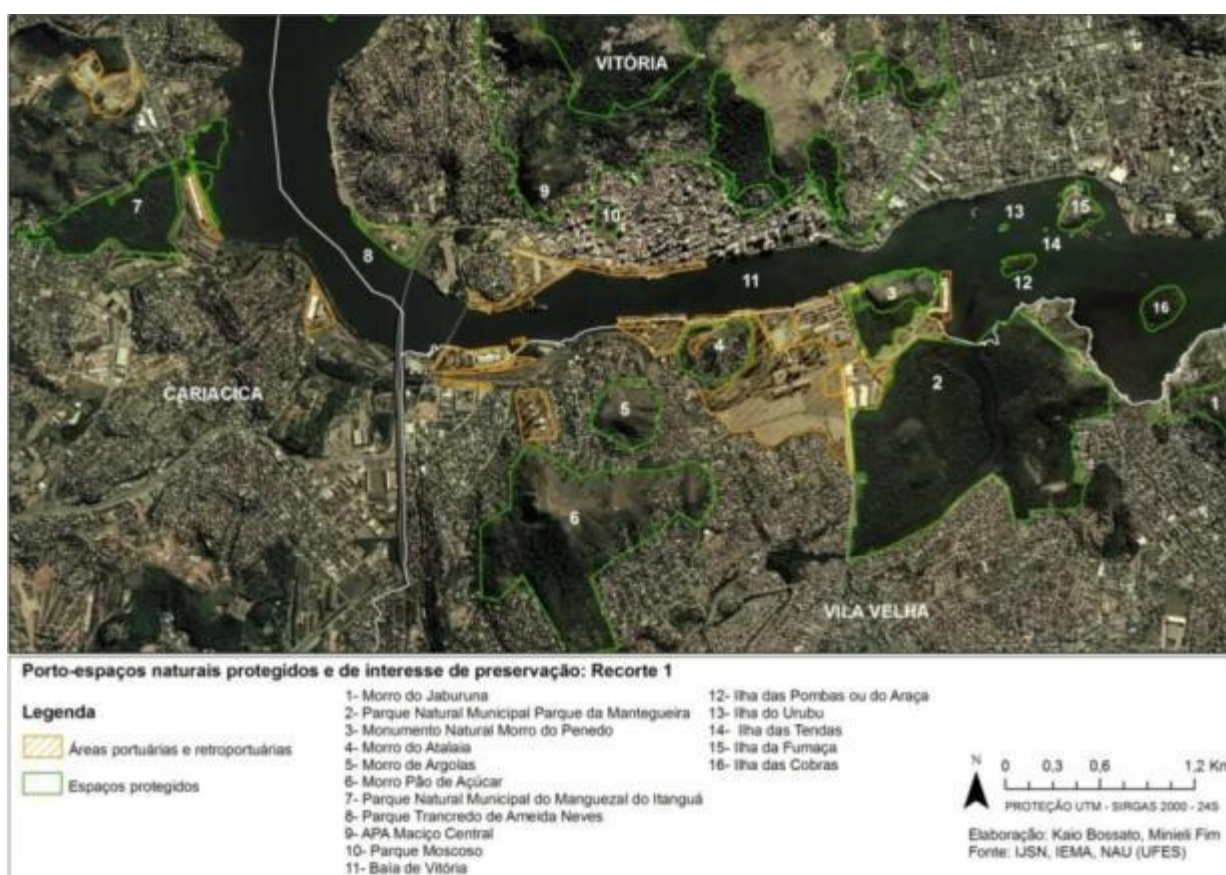 VITÓRIA
7
9
10
13
15
8
14
11
12
3
16
4
2
CARIACICA
5
1
6
VILA VELHA
Porto-espaços naturais protegidos e de interesse de preservação: Recorte 1
Legenda
Áreas portuárias e retroportuárias
Espaços protegidos
1- Morro do Jaburuna
2- Parque Natural Municipal Parque da Mantegueira
3- Monumento Natural Morro do Penedo
4- Morro do Atalaia
5- Morro de Argolas
6- Morro Pão de Açúcar
7- Parque Natural Municipal do Manguezal do Itanguá
8- Parque Trancredo de Almeida Neves
9- APA Maciço Central
10- Parque Moscoso
11- Baía de Vitória
12- Ilha das Pombas ou do Araça
13- Ilha do Urubu
14- Ilha das Tendas
15- Ilha da Fumaça
16- Ilha das Cobras
N
0 0,3 0,6 1,2 Km
PROTEÇÃO UTM - SIRGAS 2000 - 24S
Elaboração: Kaio Bossato, Minieli Fim
Fonte: IJSN, IEMA, NAU (UFES)